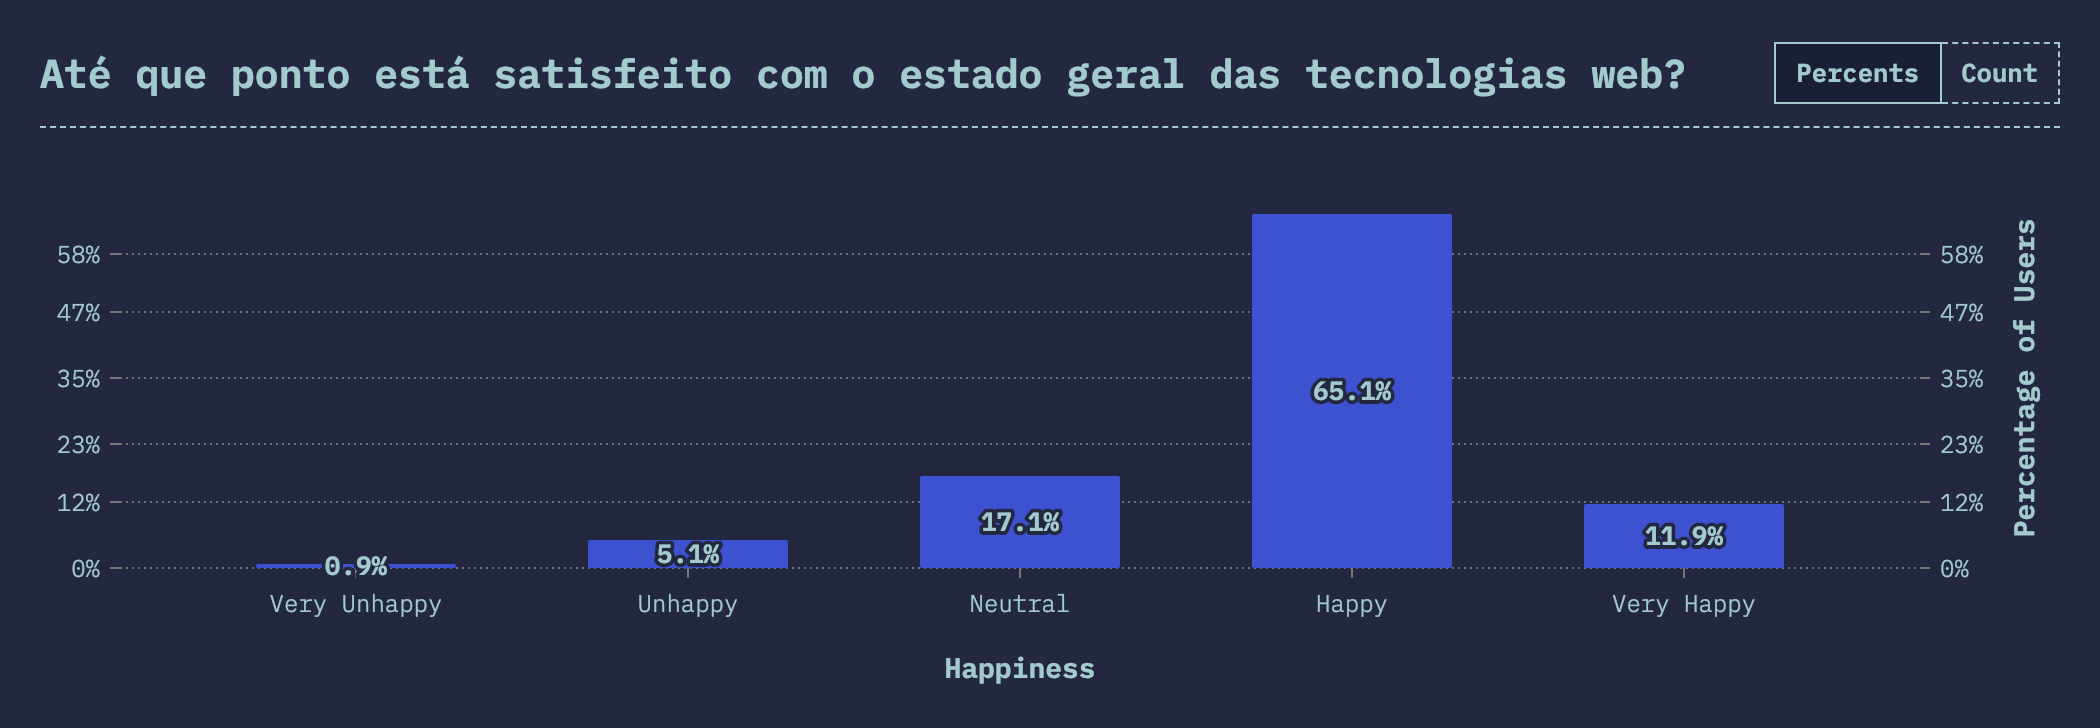 Até que ponto está satisfeito com o estado geral das tecnologias web?
Percents
Count
58%
47%
35%
23%
12%
0%
0.9%
5.1%
17.1%
65.1%
11.9%
58%
47%
35%
23%
12%
0%
Percentage of Users
Very Unhappy
Unhappy
Neutral
Happy
Very Happy
Happiness